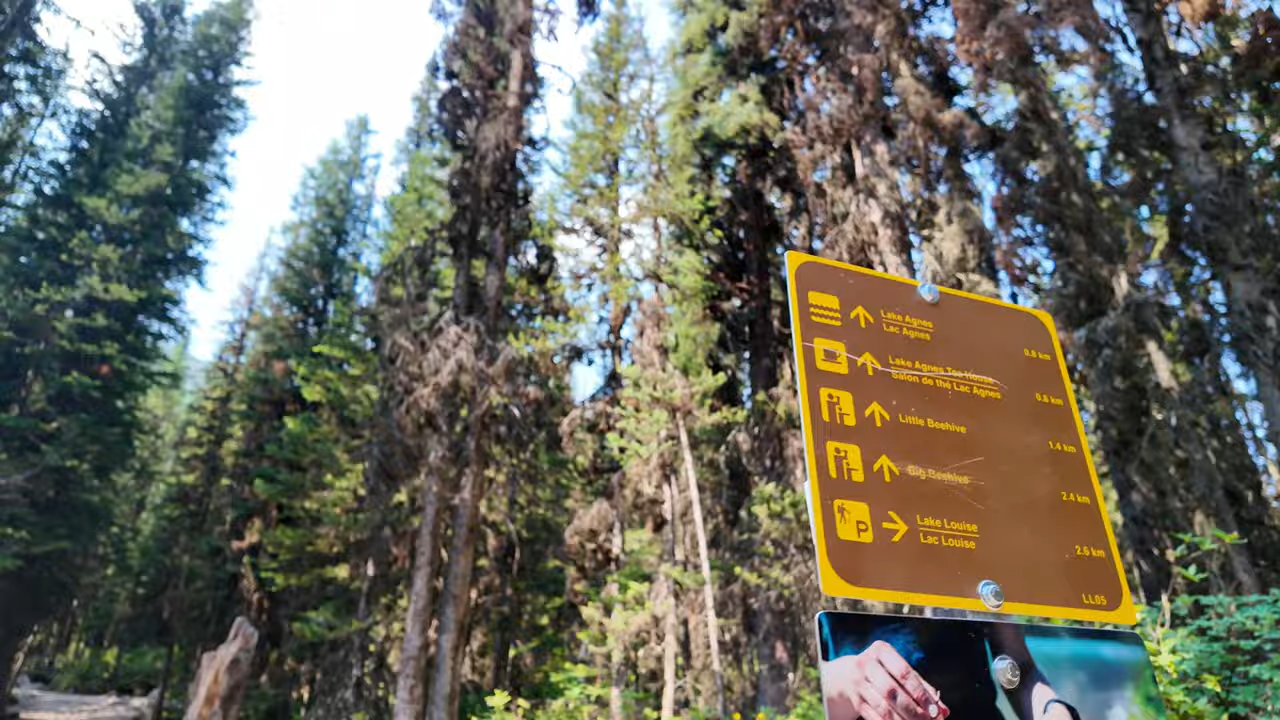 Lake Agnes
Lac Agnes
0.8 km
Lake Agnes Tea House
Salon de thé Lac Agnes
0.8 km
Little Beehive
1.4 km
Big Beehive
2.4 km
P
Lake Louise
Lac Louise
2.6 km
LL05